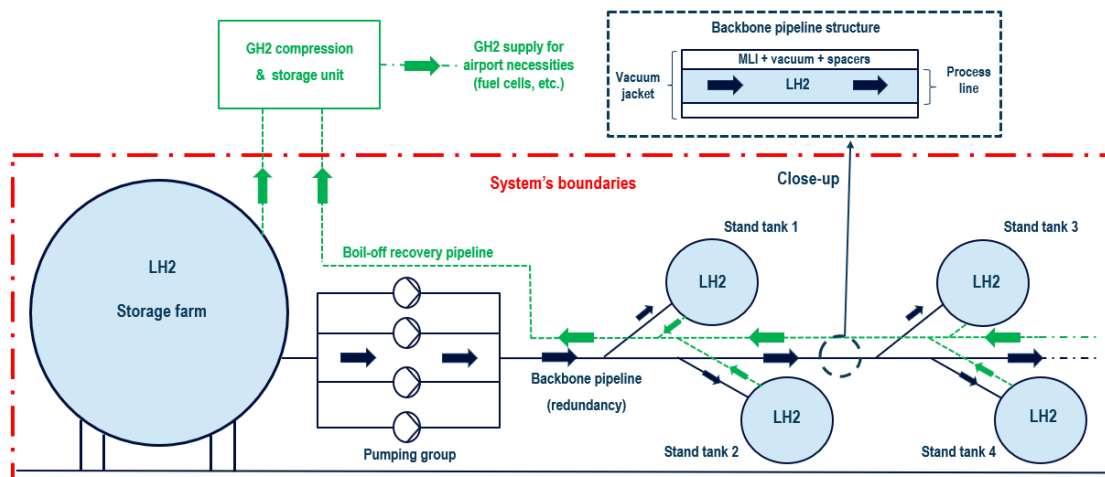 Backbone pipeline structure
MLI + vacuum + spacers
Vacuum
jacket
LH2
Process
line
GH2 compression
& storage unit
GH2 supply for
airport necessities
(fuel cells, etc.)
System's boundaries
Close-up
Stand tank 1
Stand tank 3
Boil-off recovery pipeline
LH2
Storage farm
LH2
LH2
Backbone pipeline
(redundancy)
LH2
LH2
Pumping group
Stand tank 2
Stand tank 4